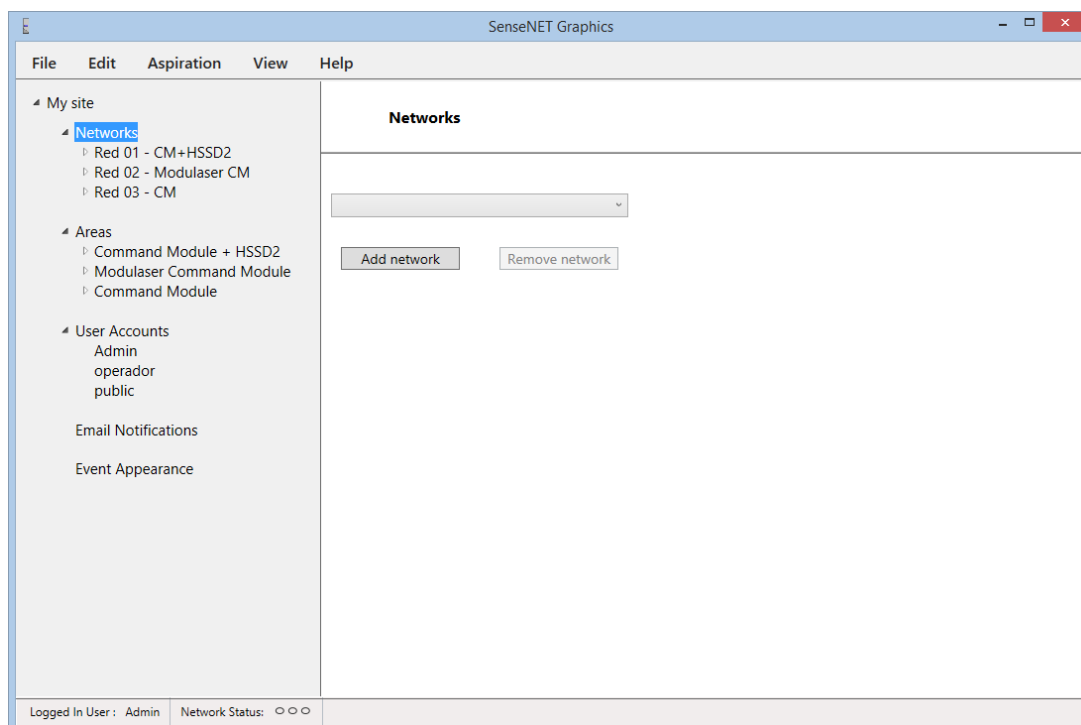 SenseNET Graphics
File Edit Aspiration View Help
My site
Networks
Red 01 - CM+HSSD2
Red 02 - Modulaser CM
Red 03 - CM
Areas
Command Module + HSSD2
Modulaser Command Module
Command Module
User Accounts
Admin
operador
public
Email Notifications
Event Appearance
Networks
Add network Remove network
Logged In User : Admin Network Status: